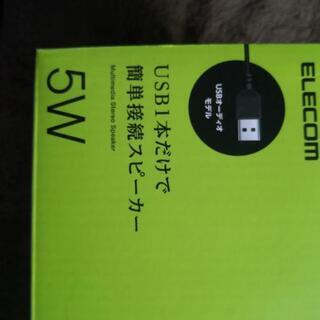 ELECOM
USBオーディオ
モデル
USB1本だけで
簡単接続スピーカー
Multimedia Stereo Speaker
5W